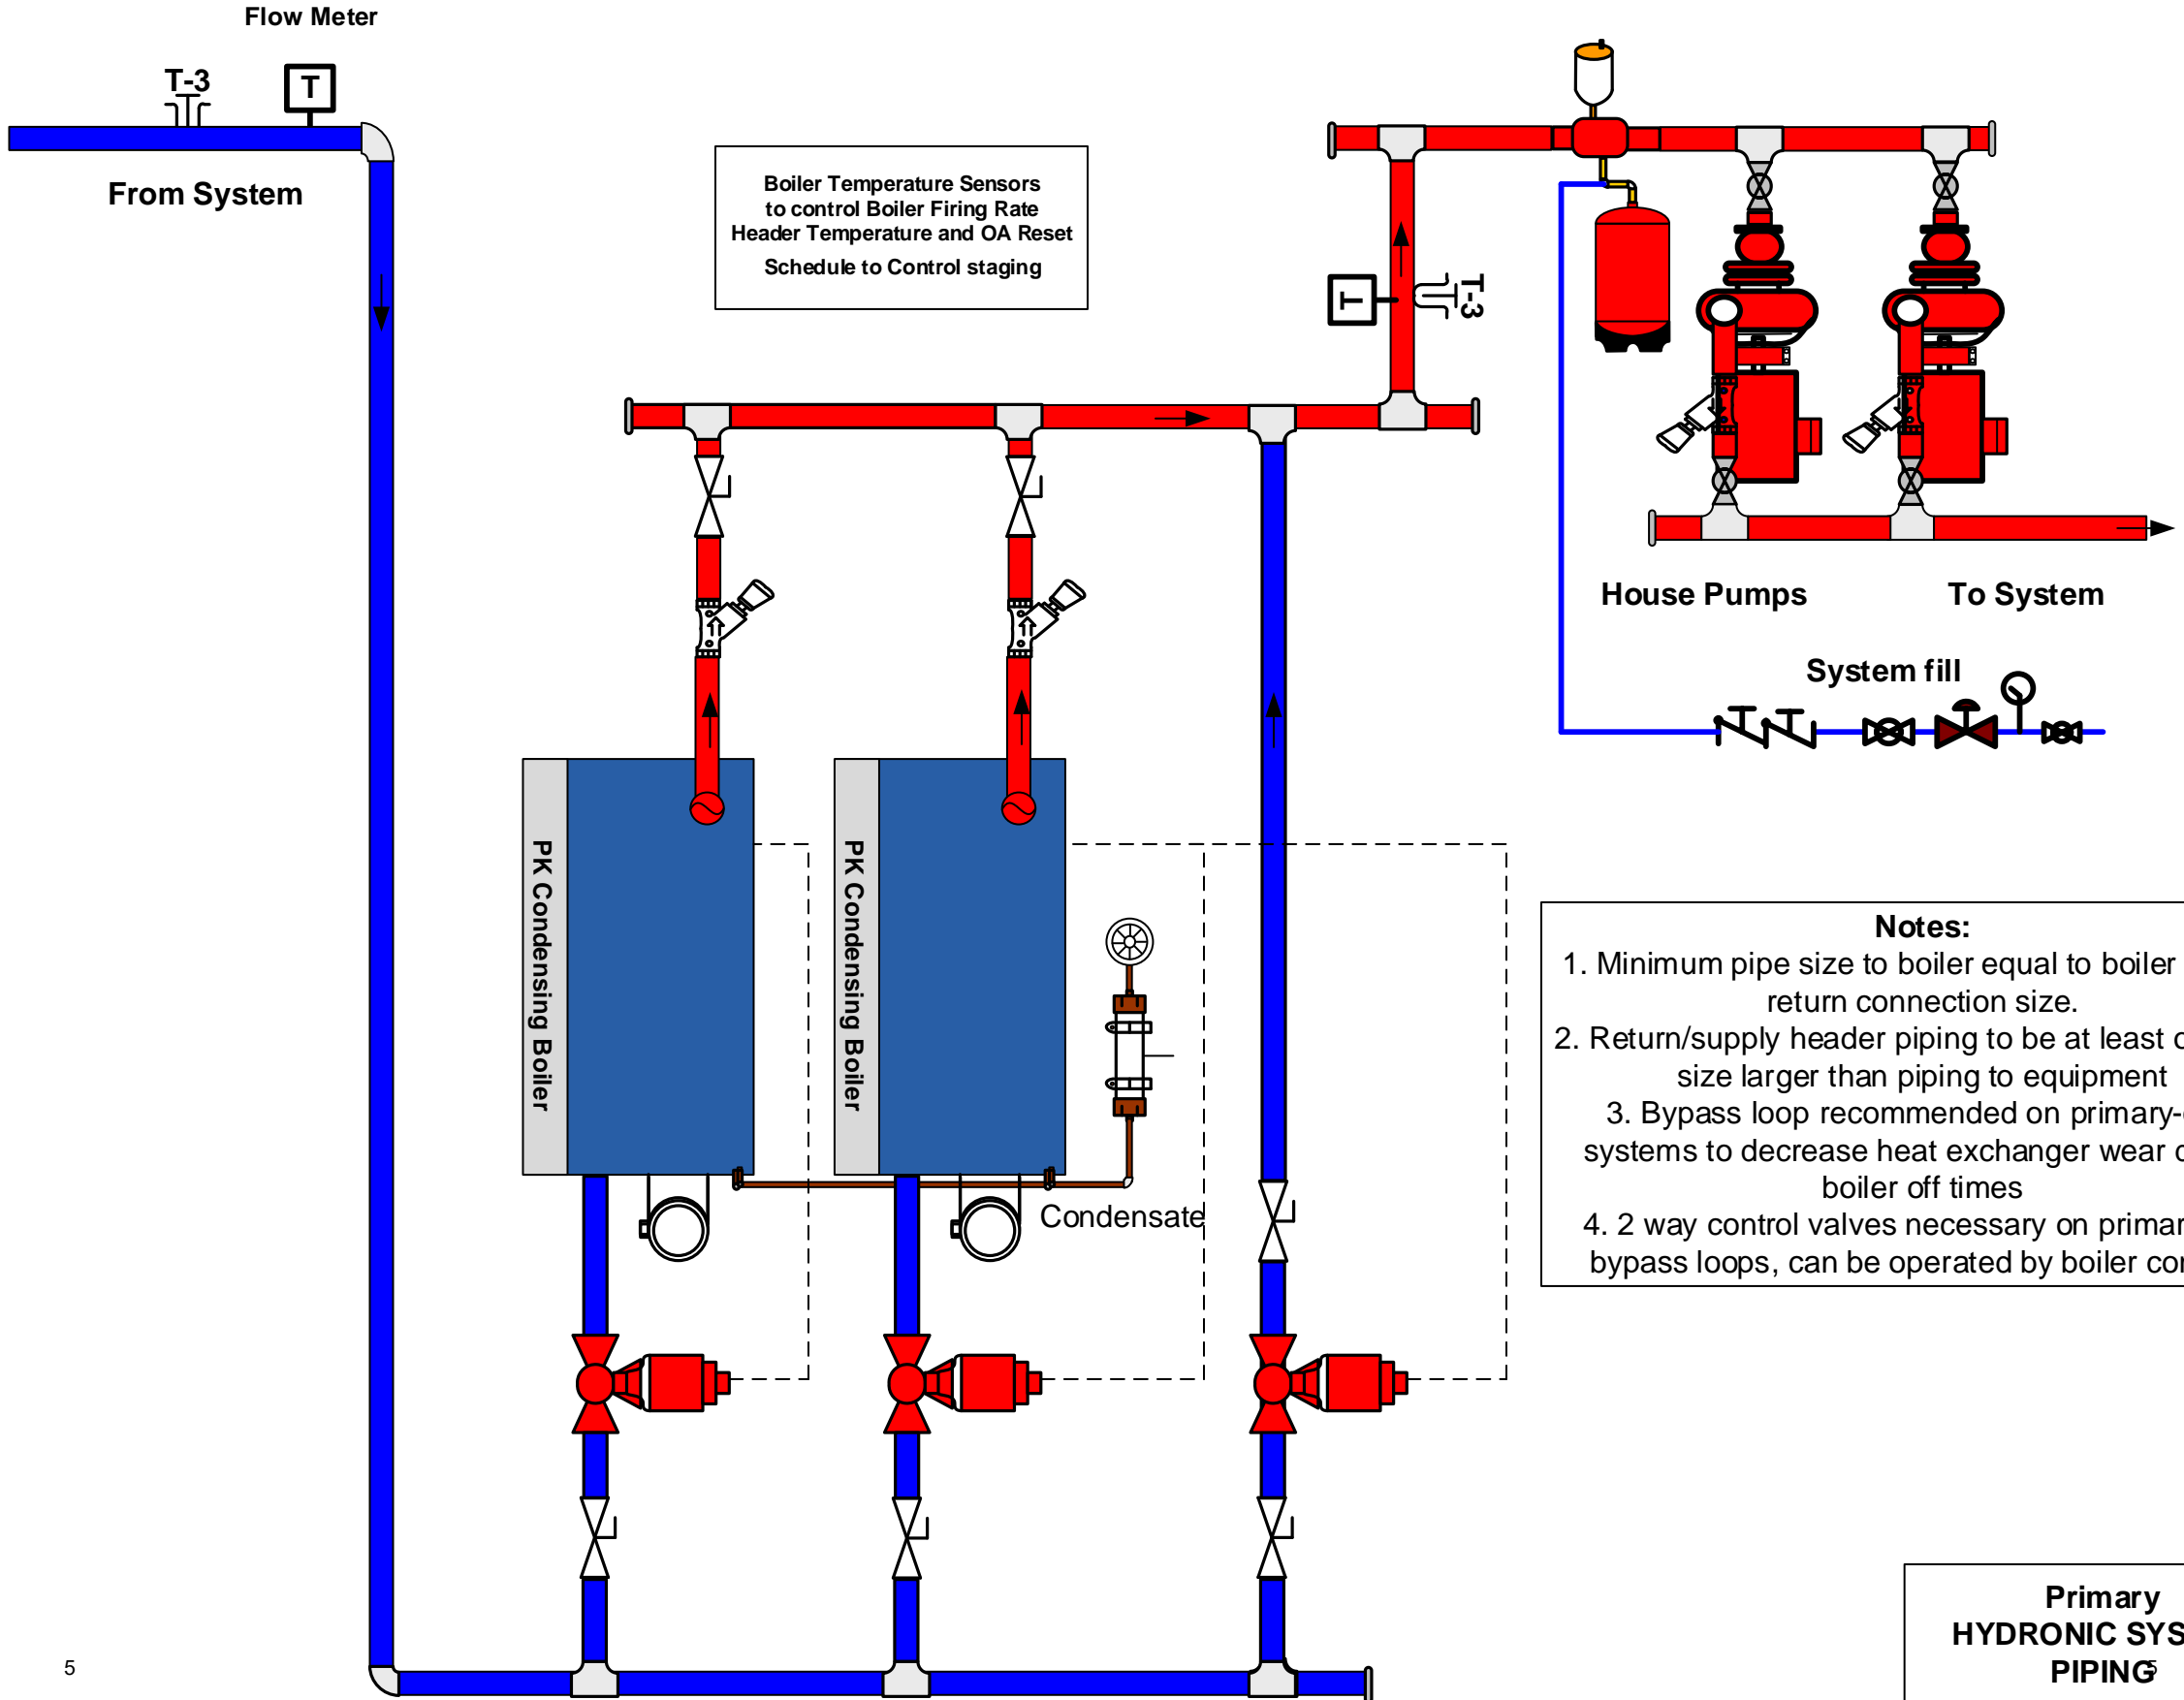 Flow Meter
T-3
T
From System
Boiler Temperature Sensors
to control Boiler Firing Rate
Header Temperature and OA Reset
Schedule to Control staging
T
T-3
House Pumps
To System
System fill
PK Condensing Boiler
PK Condensing Boiler
Condensate
Notes:
1. Minimum pipe size to boiler equal to boiler
return connection size.
2. Return/supply header piping to be at least
size larger than piping to equipment
3. Bypass loop recommended on primary-
systems to decrease heat exchanger wear
boiler off times
4. 2 way control valves necessary on
bypass loops, can be operated by boiler
Primary
HYDRONIC
PIPING
5
5